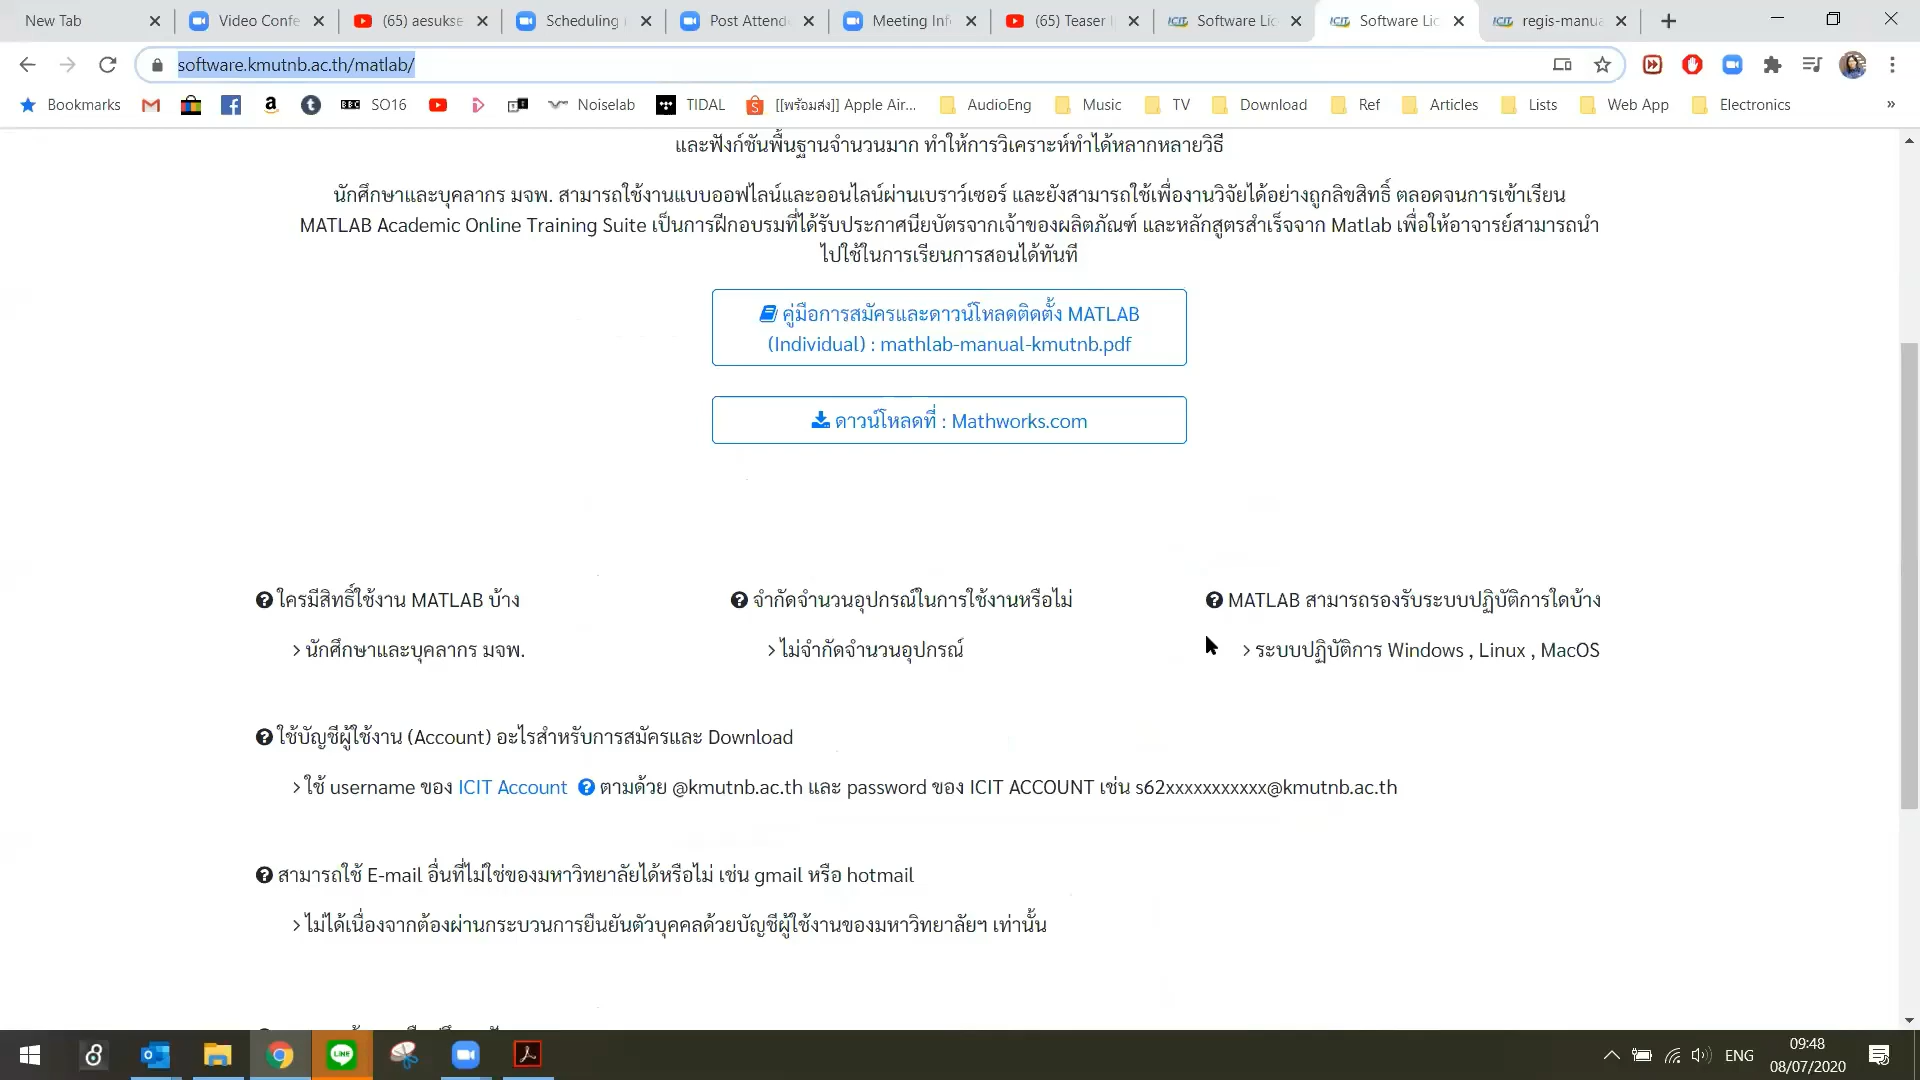 New Tab
Video Confe
(65) aesukse
Scheduling
Post Attend
Meeting Inf
(65) Teaser
ICIT Software Lic
ICIT Software Lic
ICIT regis-manua
software.kmutnb.ac.th/matlab/
Bookmarks
BBC SO16
Noiselab
TIDAL
[[พร้อมส่ง]] Apple Air...
AudioEng
Music
TV
Download
Ref
Articles
Lists
Web App
Electronics
»
และฟังก์ชันพื้นฐานจำนวนมาก ทำให้การวิเคราะห์ทำได้หลากหลายวิธี
นักศึกษาและบุคลากร มจพ. สามารถใช้งานแบบออฟไลน์และออนไลน์ผ่านเบราว์เซอร์ และยังสามารถใช้เพื่องานวิจัยได้อย่างถูกลิขสิทธิ์ ตลอดจนการเข้าเรียน
MATLAB Academic Online Training Suite เป็นการฝึกอบรมที่ได้รับประกาศนียบัตรจากเจ้าของผลิตภัณฑ์ และหลักสูตรสำเร็จจาก Matlab เพื่อให้อาจารย์สามารถนำ
ไปใช้ในการเรียนการสอนได้ทันที
คู่มือการสมัครและดาวน์โหลดติดตั้ง MATLAB
(Individual) : mathlab-manual-kmutnb.pdf
ดาวน์โหลดที่ : Mathworks.com
ใครมีสิทธิ์ใช้งาน MATLAB บ้าง
> นักศึกษาและบุคลากร มจพ.
จำกัดจำนวนอุปกรณ์ในการใช้งานหรือไม่
> ไม่จำกัดจำนวนอุปกรณ์
MATLAB สามารถรองรับระบบปฏิบัติการใดบ้าง
> ระบบปฏิบัติการ Windows , Linux , MacOS
ใช้บัญชีผู้ใช้งาน (Account) อะไรสำหรับการสมัครและ Download
> ใช้ username ของ ICIT Account ตามด้วย @kmutnb.ac.th และ password ของ ICIT ACCOUNT เช่น s62xxxxxxxxxxx@kmutnb.ac.th
สามารถใช้ E-mail อื่นที่ไม่ใช่ของมหาวิทยาลัยได้หรือไม่ เช่น gmail หรือ hotmail
> ไม่ได้เนื่องจากต้องผ่านกระบวนการยืนยันตัวบุคคลด้วยบัญชีผู้ใช้งานของมหาวิทยาลัยฯ เท่านั้น
LINE
ENG
09:48
08/07/2020